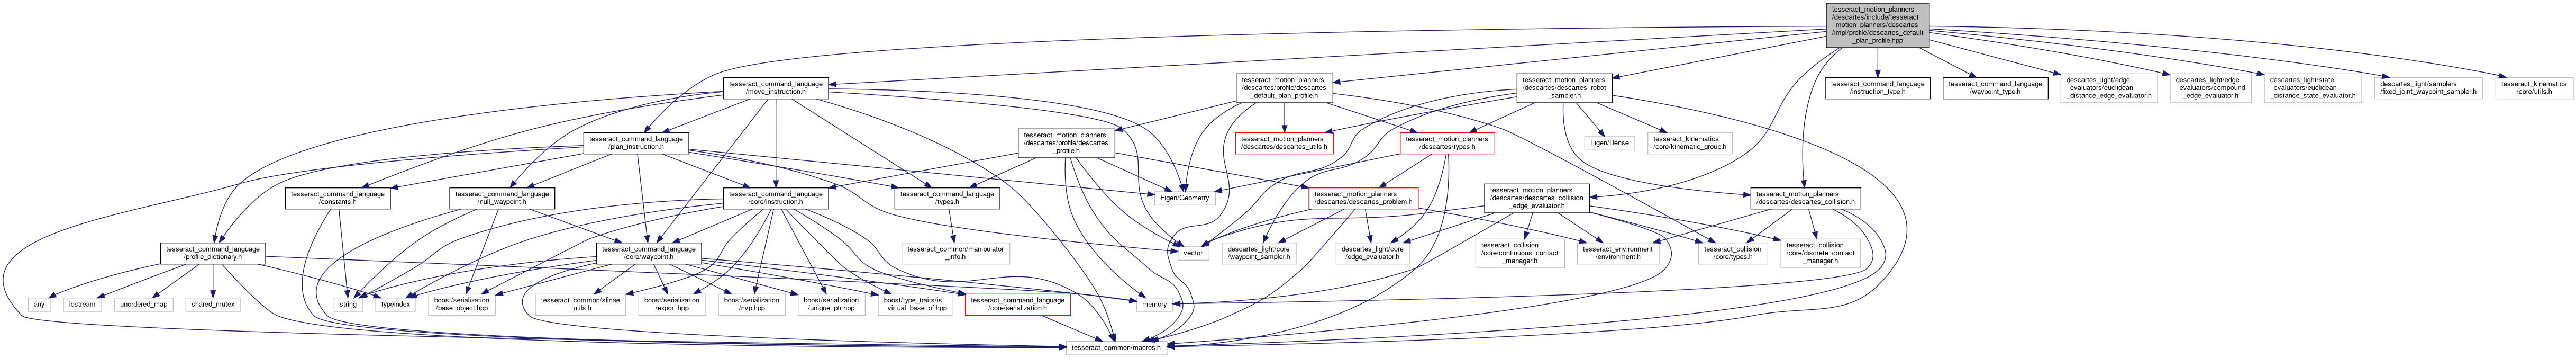 tesseract_motion_planners
/descartes/include/tesseract
_motion_planners/descartes
/impl/profile/descartes_default
_plan_profile.hpp
tesseract_command_language
/move_instruction.h
tesseract_motion_planners
/descartes/profile/descartes
_default_plan_profile.h
tesseract_motion_planners
/descartes/descartes_robot
_sampler.h
tesseract_command_language
/instruction_type.h
tesseract_command_language
/waypoint_type.h
descartes_light/edge
_evaluators/euclidean
_distance_edge_evaluator.h
descartes_light/edge
_evaluators/compound
_edge_evaluator.h
descartes_light/state
_evaluators/euclidean
_distance_state_evaluator.h
descartes_light/samplers
/fixed_joint_waypoint_sampler.h
tesseract_kinematics
/core/utils.h
tesseract_command_language
/plan_instruction.h
tesseract_motion_planners
/descartes/profile/descartes
_profile.h
tesseract_motion_planners
/descartes/descartes_utils.h
tesseract_motion_planners
/descartes/types.h
Eigen/Dense
tesseract_kinematics
/core/kinematic_group.h
tesseract_command_language
/constants.h
tesseract_command_language
/null_waypoint.h
tesseract_command_language
/core/instruction.h
tesseract_command_language
/types.h
Eigen/Geometry
tesseract_motion_planners
/descartes/descartes_problem.h
tesseract_motion_planners
/descartes/descartes_collision
_edge_evaluator.h
tesseract_motion_planners
/descartes/descartes_collision.h
tesseract_command_language
/profile_dictionary.h
tesseract_command_language
/core/waypoint.h
tesseract_common/manipulator
_info.h
vector
descartes_light/core
/waypoint_sampler.h
descartes_light/core
/edge_evaluator.h
tesseract_collision
/core/continuous_contact
_manager.h
tesseract_environment
/environment.h
tesseract_collision
/core/types.h
tesseract_collision
/core/discrete_contact
_manager.h
any
iostream
unordered_map
shared_mutex
string
typeindex
boost/serialization
/base_object.hpp
tesseract_common/sfinae
_utils.h
boost/serialization
/export.hpp
boost/serialization
/nvp.hpp
boost/serialization
/unique_ptr.hpp
boost/type_traits/is
_virtual_base_of.hpp
tesseract_command_language
/core/serialization.h
memory
tesseract_common/macros.h